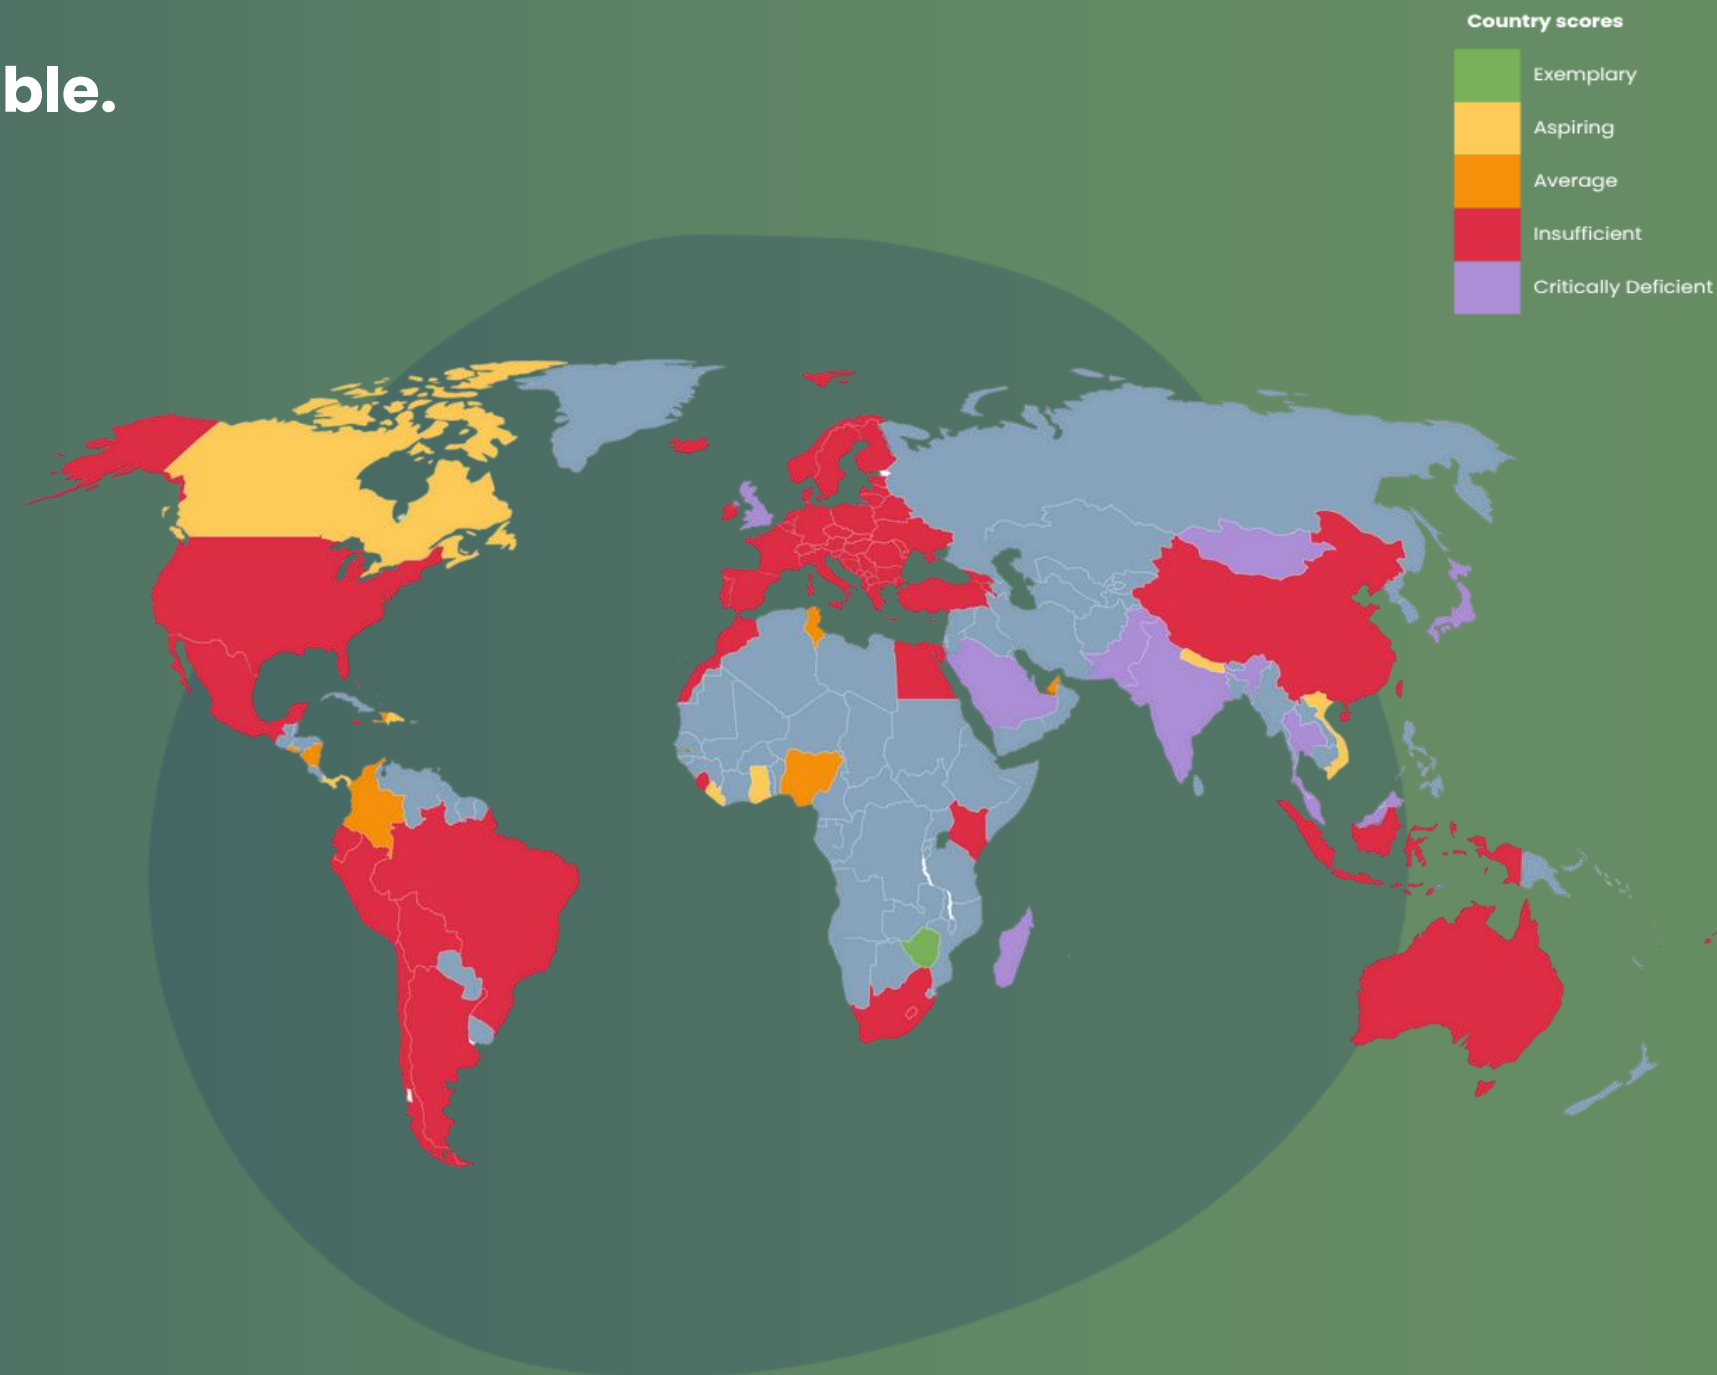 ble.
Country scores
Exemplary
Aspiring
Average
Insufficient
Critically Deficient